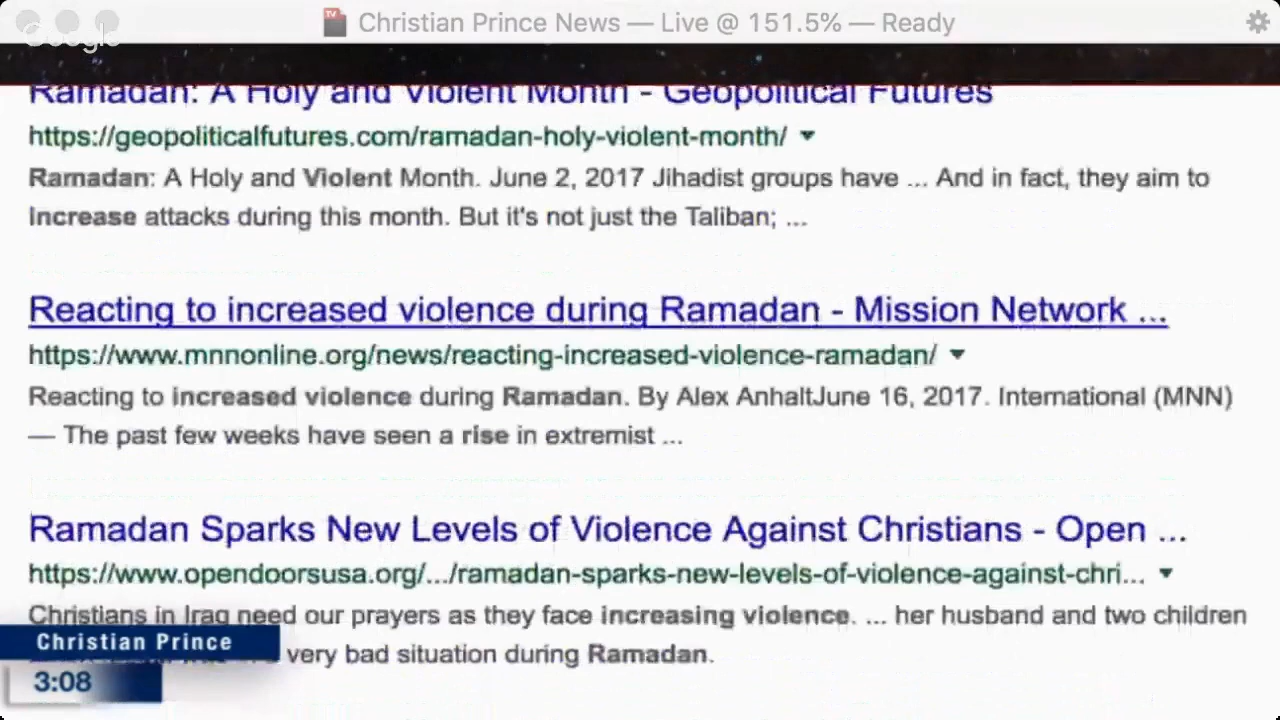 Christian Prince News — Live @ 151.5% — Ready
Google
Ramadan: A Holy and Violent Month - Geopolitical Futures
https://geopoliticalfutures.com/ramadan-holy-violent-month/
Ramadan: A Holy and Violent Month. June 2, 2017 Jihadist groups have ... And in fact, they aim to
increase attacks during this month. But it's not just the Taliban; ...
Reacting to increased violence during Ramadan - Mission Network ...
https://www.mnnonline.org/news/reacting-increased-violence-ramadan/
Reacting to increased violence during Ramadan. By Alex AnhaltJune 16, 2017. International (MNN)
— The past few weeks have seen a rise in extremist ...
Ramadan Sparks New Levels of Violence Against Christians - Open ...
https://www.opendoorsusa.org/.../ramadan-sparks-new-levels-of-violence-against-chri...
Christians in Iraq need our prayers as they face increasing violence. ... her husband and two children
very bad situation during Ramadan.
Christian Prince
3:08